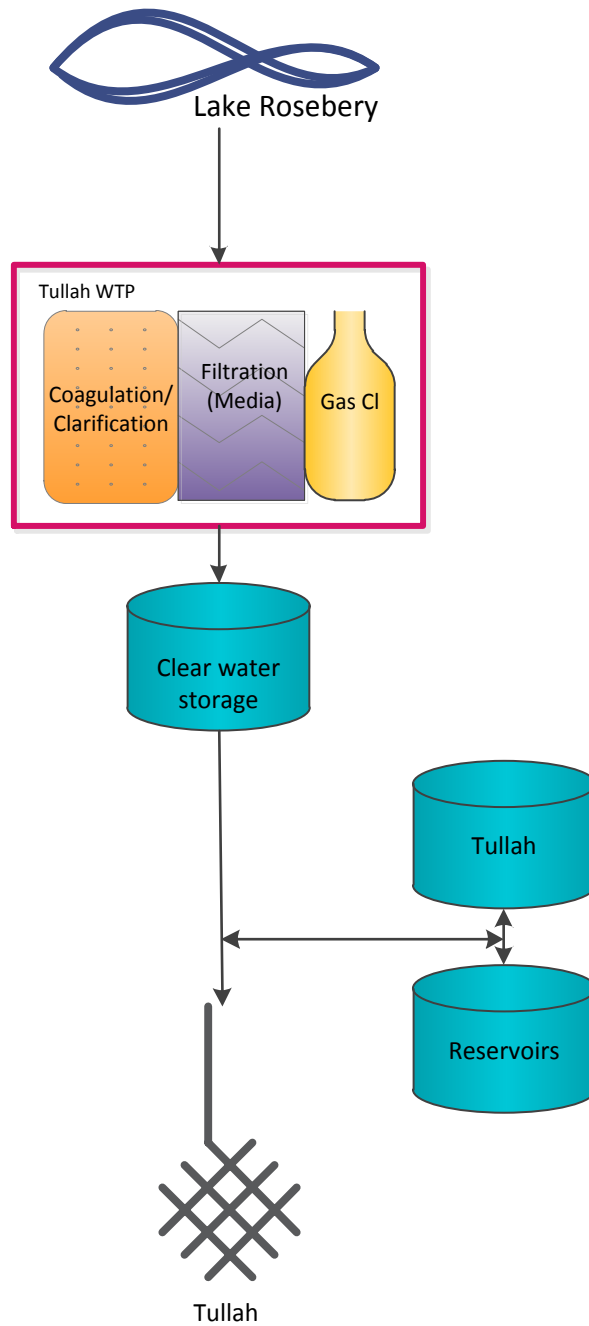 Lake Rosebery
Tullah WTP
Coagulation/
Clarification
Filtration
(Media)
Gas Cl
Clear water
storage
Tullah
Reservoirs
Tullah